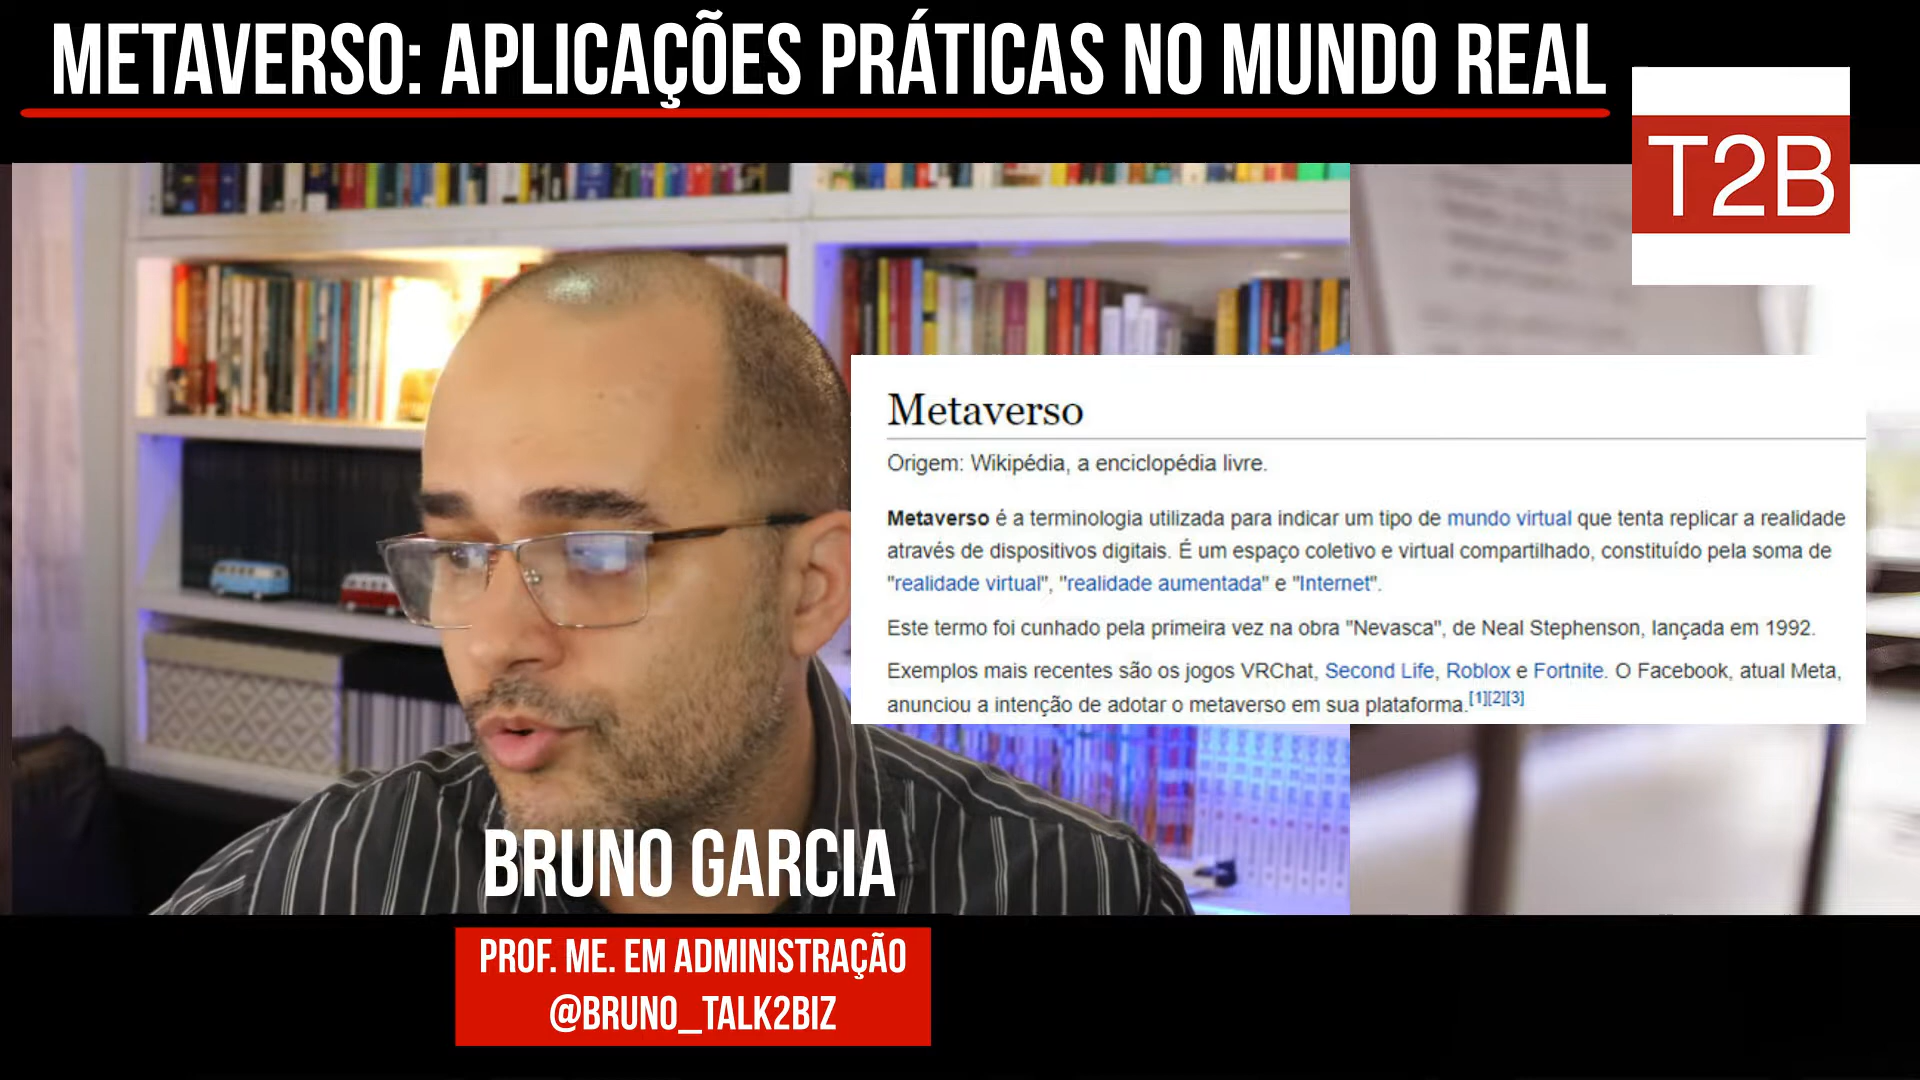 METAVERSO: APLICAÇÕES PRÁTICAS NO MUNDO REAL
T2B
Metaverso
Origem: Wikipédia, a enciclopédia livre.
Metaverso é a terminologia utilizada para indicar um tipo de mundo virtual que tenta replicar a realidade
através de dispositivos digitais. É um espaço coletivo e virtual compartilhado, constituído pela soma de
"realidade virtual", "realidade aumentada" e "Internet".
Este termo foi cunhado pela primeira vez na obra "Nevasca", de Neal Stephenson, lançada em 1992.
Exemplos mais recentes são os jogos VRChat, Second Life, Roblox e Fortnite. O Facebook, atual Meta,
anunciou a intenção de adotar o metaverso em sua plataforma.[1][2][3]
BRUNO GARCIA
PROF. ME. EM ADMINISTRAÇÃO
@BRUNO_TALK2BIZ